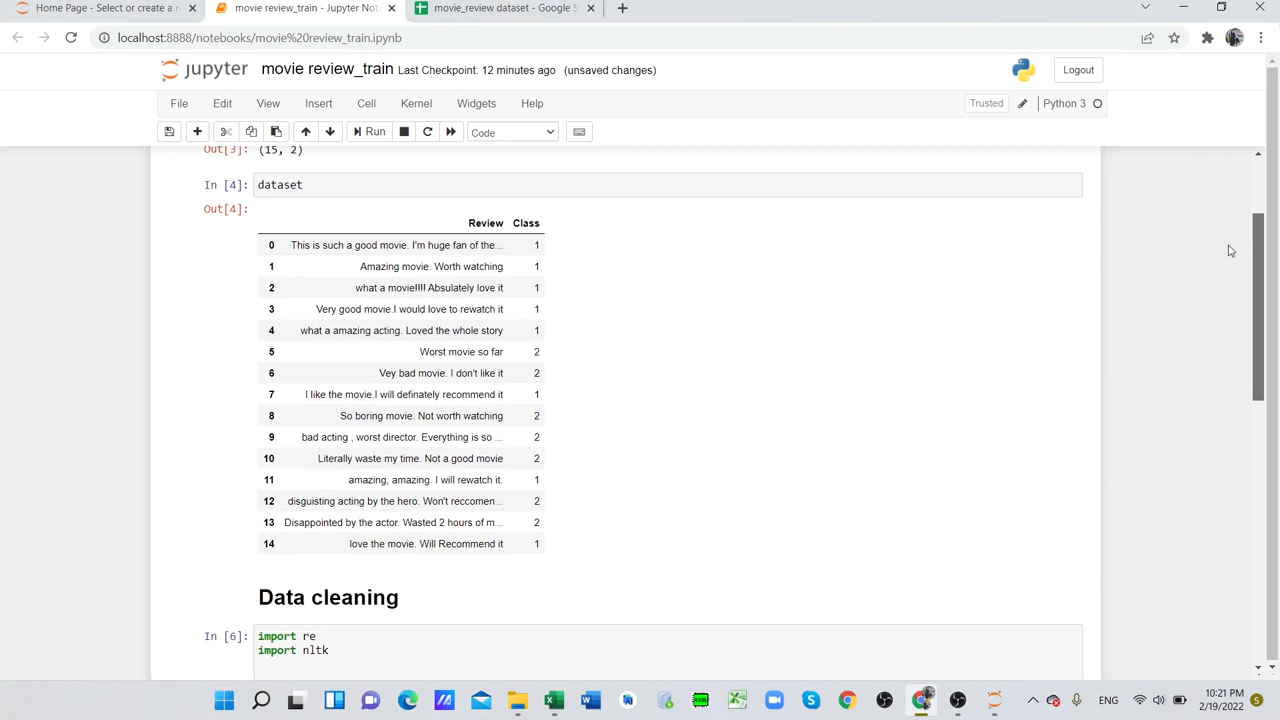 Home Page - Select or create a n
movie review_train - Jupyter Not
movie_review dataset - Google S
localhost:8888/notebooks/movie%20review_train.ipynb
jupyter movie review_train Last Checkpoint: 12 minutes ago (unsaved changes)
Logout
File Edit View Insert Cell Kernel Widgets Help
Trusted Python 3
Run Code
Out[3]: (15, 2)
In [4]: dataset
Out[4]:
Review Class
0 This is such a good movie. I'm huge fan of the... 1
1 Amazing movie. Worth watching 1
2 what a movie!!!! Absulately love it 1
3 Very good movie.I would love to rewatch it 1
4 what a amazing acting. Loved the whole story 1
5 Worst movie so far 2
6 Vey bad movie. I don't like it 2
7 I like the movie.I will definately recommend it 1
8 So boring movie. Not worth watching 2
9 bad acting , worst director. Everything is so ... 2
10 Literally waste my time. Not a good movie 2
11 amazing, amazing. I will rewatch it. 1
12 disguisting acting by the hero. Won't reccomen... 2
13 Disappointed by the actor. Wasted 2 hours of m... 2
14 love the movie. Will Recommend it 1
Data cleaning
In [6]: import re
import nltk
ENG
10:21 PM
2/19/2022
5